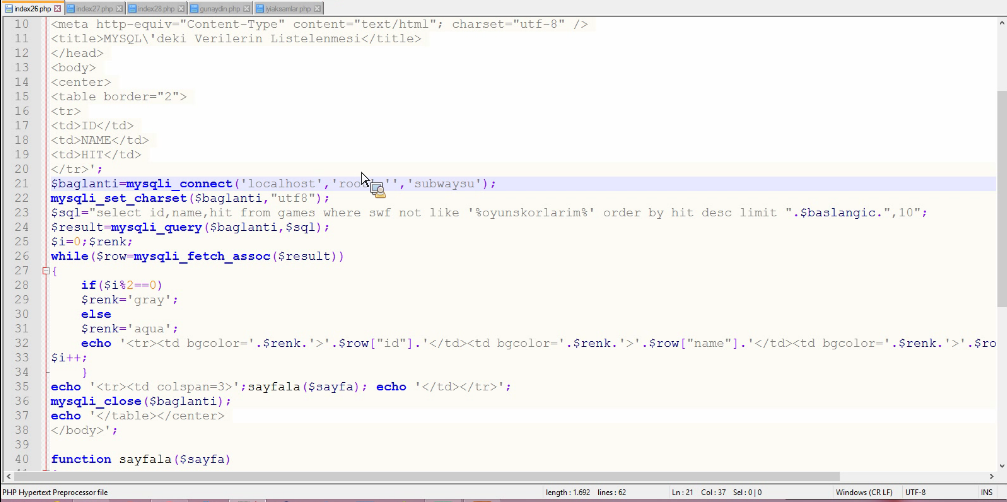 index26.php index27.php index28.php gunaydin.php iyiaksamlar.php
10 <meta http-equiv="Content-Type" content="text/html"; charset="utf-8" />
11 <title>MYSQL\'deki Verilerin Listelenmesi</title>
12 </head>
13 <body>
14 <center>
15 <table border="2">
16 <tr>
17 <td>ID</td>
18 <td>NAME</td>
19 <td>HIT</td>
20 </tr>';
21 $baglanti=mysqli_connect('localhost','root','','subwaysu');
22 mysqli_set_charset($baglanti,"utf8");
23 $sql="select id,name,hit from games where swf not like '%oyunskorlarim%' order by hit desc limit ".$baslangic.",10";
24 $result=mysqli_query($baglanti,$sql);
25 $i=0;$renk;
26 while($row=mysqli_fetch_assoc($result))
27 {
28 if($i%2==0)
29 $renk='gray';
30 else
31 $renk='aqua';
32 echo '<tr><td bgcolor='.$renk.'>'.$row["id"].'</td><td bgcolor='.$renk.'>'.$row["name"].'</td><td bgcolor='.$renk.'>'.$ro
33 $i++;
34 }
35 echo '<tr><td colspan=3>';sayfala($sayfa); echo '</td></tr>';
36 mysqli_close($baglanti);
37 echo '</table></center>
38 </body>';
39
40 function sayfala($sayfa)
PHP Hypertext Preprocessor file length : 1.692 lines : 62 Ln : 21 Col : 37 Sel : 0 | 0 Windows (CR LF) UTF-8 INS